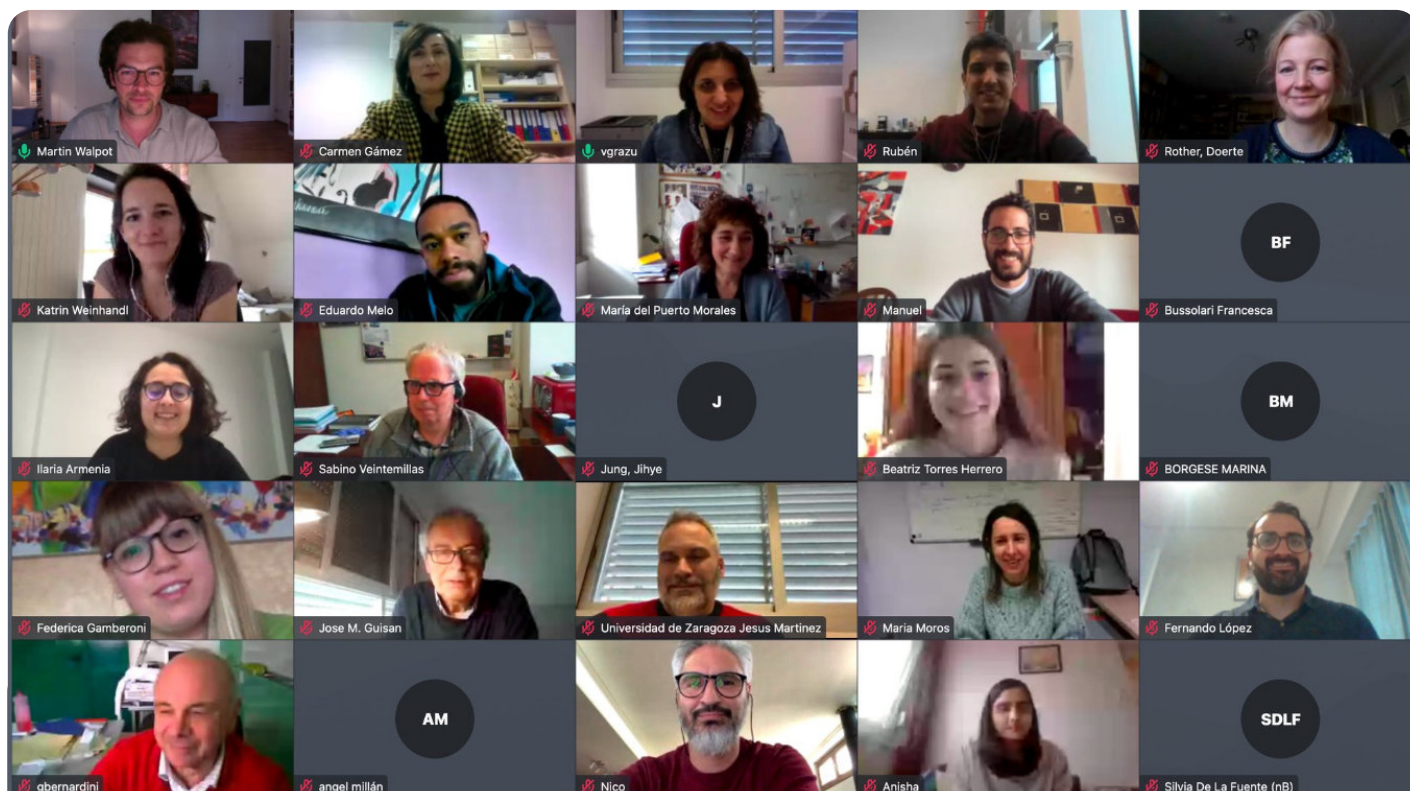 Martin Walpot
Carmen Gámez
vgrazu
Rubén
Rother, Doerte
Katrin Weinhandl
Eduardo Melo
María del Puerto Morales
Manuel
BF
Bussolari Francesca
Ilaria Armenia
Sabino Veintemillas
J
Jung, Jihye
Beatriz Torres Herrero
BM
BORGESE MARINA
Federica Gamberoni
Jose M. Guisan
Universidad de Zaragoza Jesus Martinez
Maria Moros
Fernando López
gbernardini
AM
angel millán
Nico
Anisha
SDLF
Silvia De La Fuente (nB)